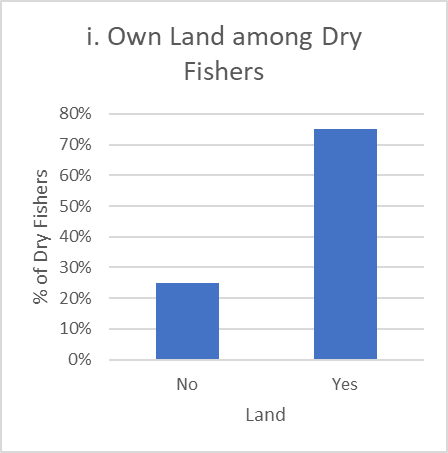 i. Own Land among Dry
Fishers
% of Dry Fishers
80%
70%
60%
50%
40%
30%
20%
10%
0%
No
Yes
Land